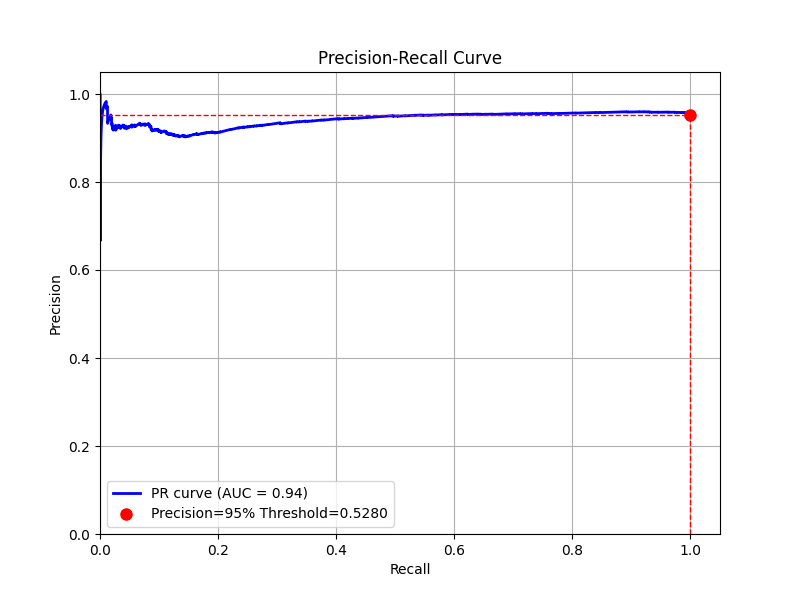 Precision-Recall Curve
1.0
0.8
0.6
0.4
0.2
0.0
Precision
PR curve (AUC = 0.94)
Precision=95% Threshold=0.5280
0.0 0.2 0.4 0.6 0.8 1.0
Recall